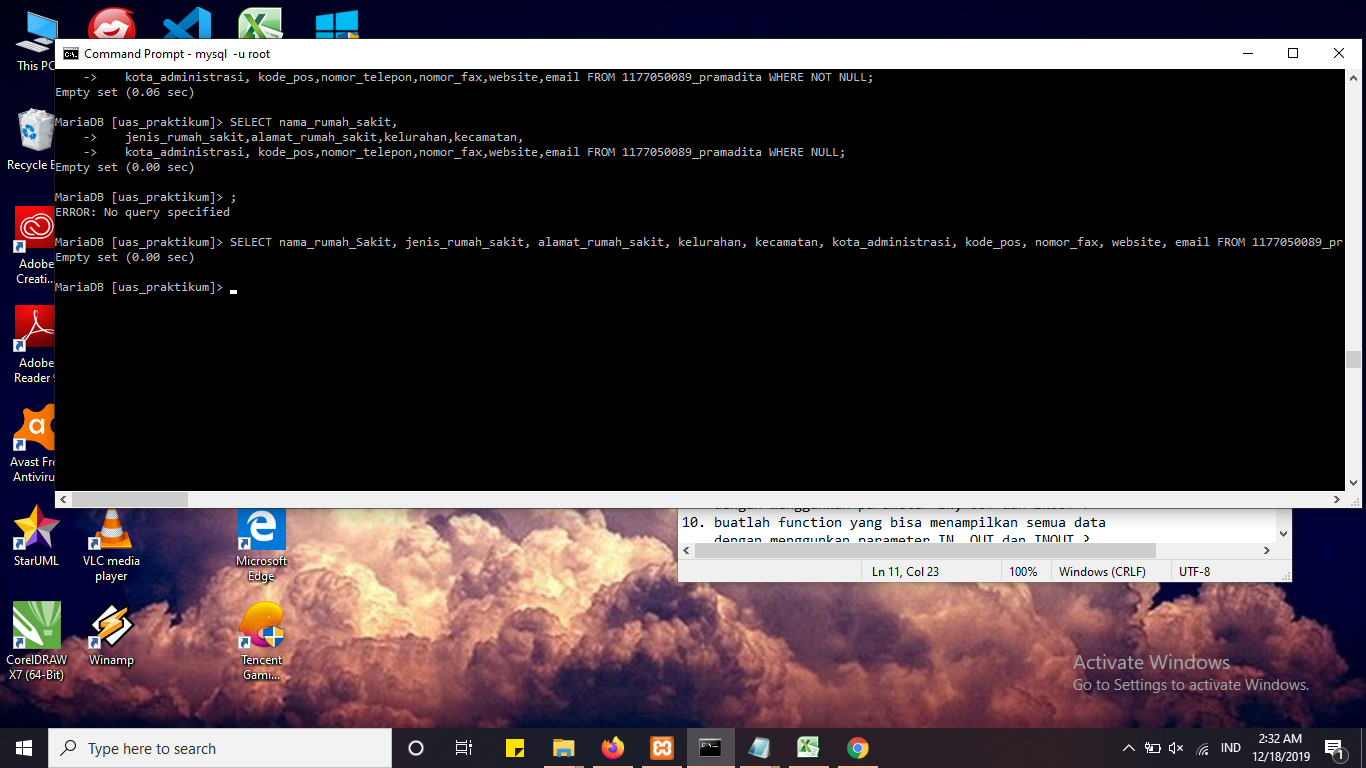 This PC
Command Prompt - mysql -u root
-> kota_administrasi, kode_pos,nomor_telepon,nomor_fax,website,email FROM 1177050089_pramadita WHERE NOT NULL;
Empty set (0.06 sec)
MariaDB [uas_praktikum]> SELECT nama_rumah_sakit,
-> jenis_rumah_sakit,alamat_rumah_sakit,kelurahan,kecamatan,
-> kota_administrasi, kode_pos,nomor_telepon,nomor_fax,website,email FROM 1177050089_pramadita WHERE NULL;
Empty set (0.00 sec)
MariaDB [uas_praktikum]> ;
ERROR: No query specified
MariaDB [uas_praktikum]> SELECT nama_rumah_Sakit, jenis_rumah_sakit, alamat_rumah_sakit, kelurahan, kecamatan, kota_administrasi, kode_pos, nomor_fax, website, email FROM 1177050089_pr
Empty set (0.00 sec)
MariaDB [uas_praktikum]>
Recycle
Adobe
Creati...
Adobe
Reader
Avast Fre
Antiviru
StarUML
VLC media
player
Microsoft
Edge
CorelDRAW
X7 (64-Bit)
Winamp
Tencent
Gami...
10. buatlah function yang bisa menampilkan semua data
dengan menggunkan parameter IN, OUT dan INOUT ?
Ln 11, Col 23
100%
Windows (CRLF)
UTF-8
Activate Windows
Go to Settings to activate Windows.
Type here to search
IND
2:32 AM
12/18/2019
1